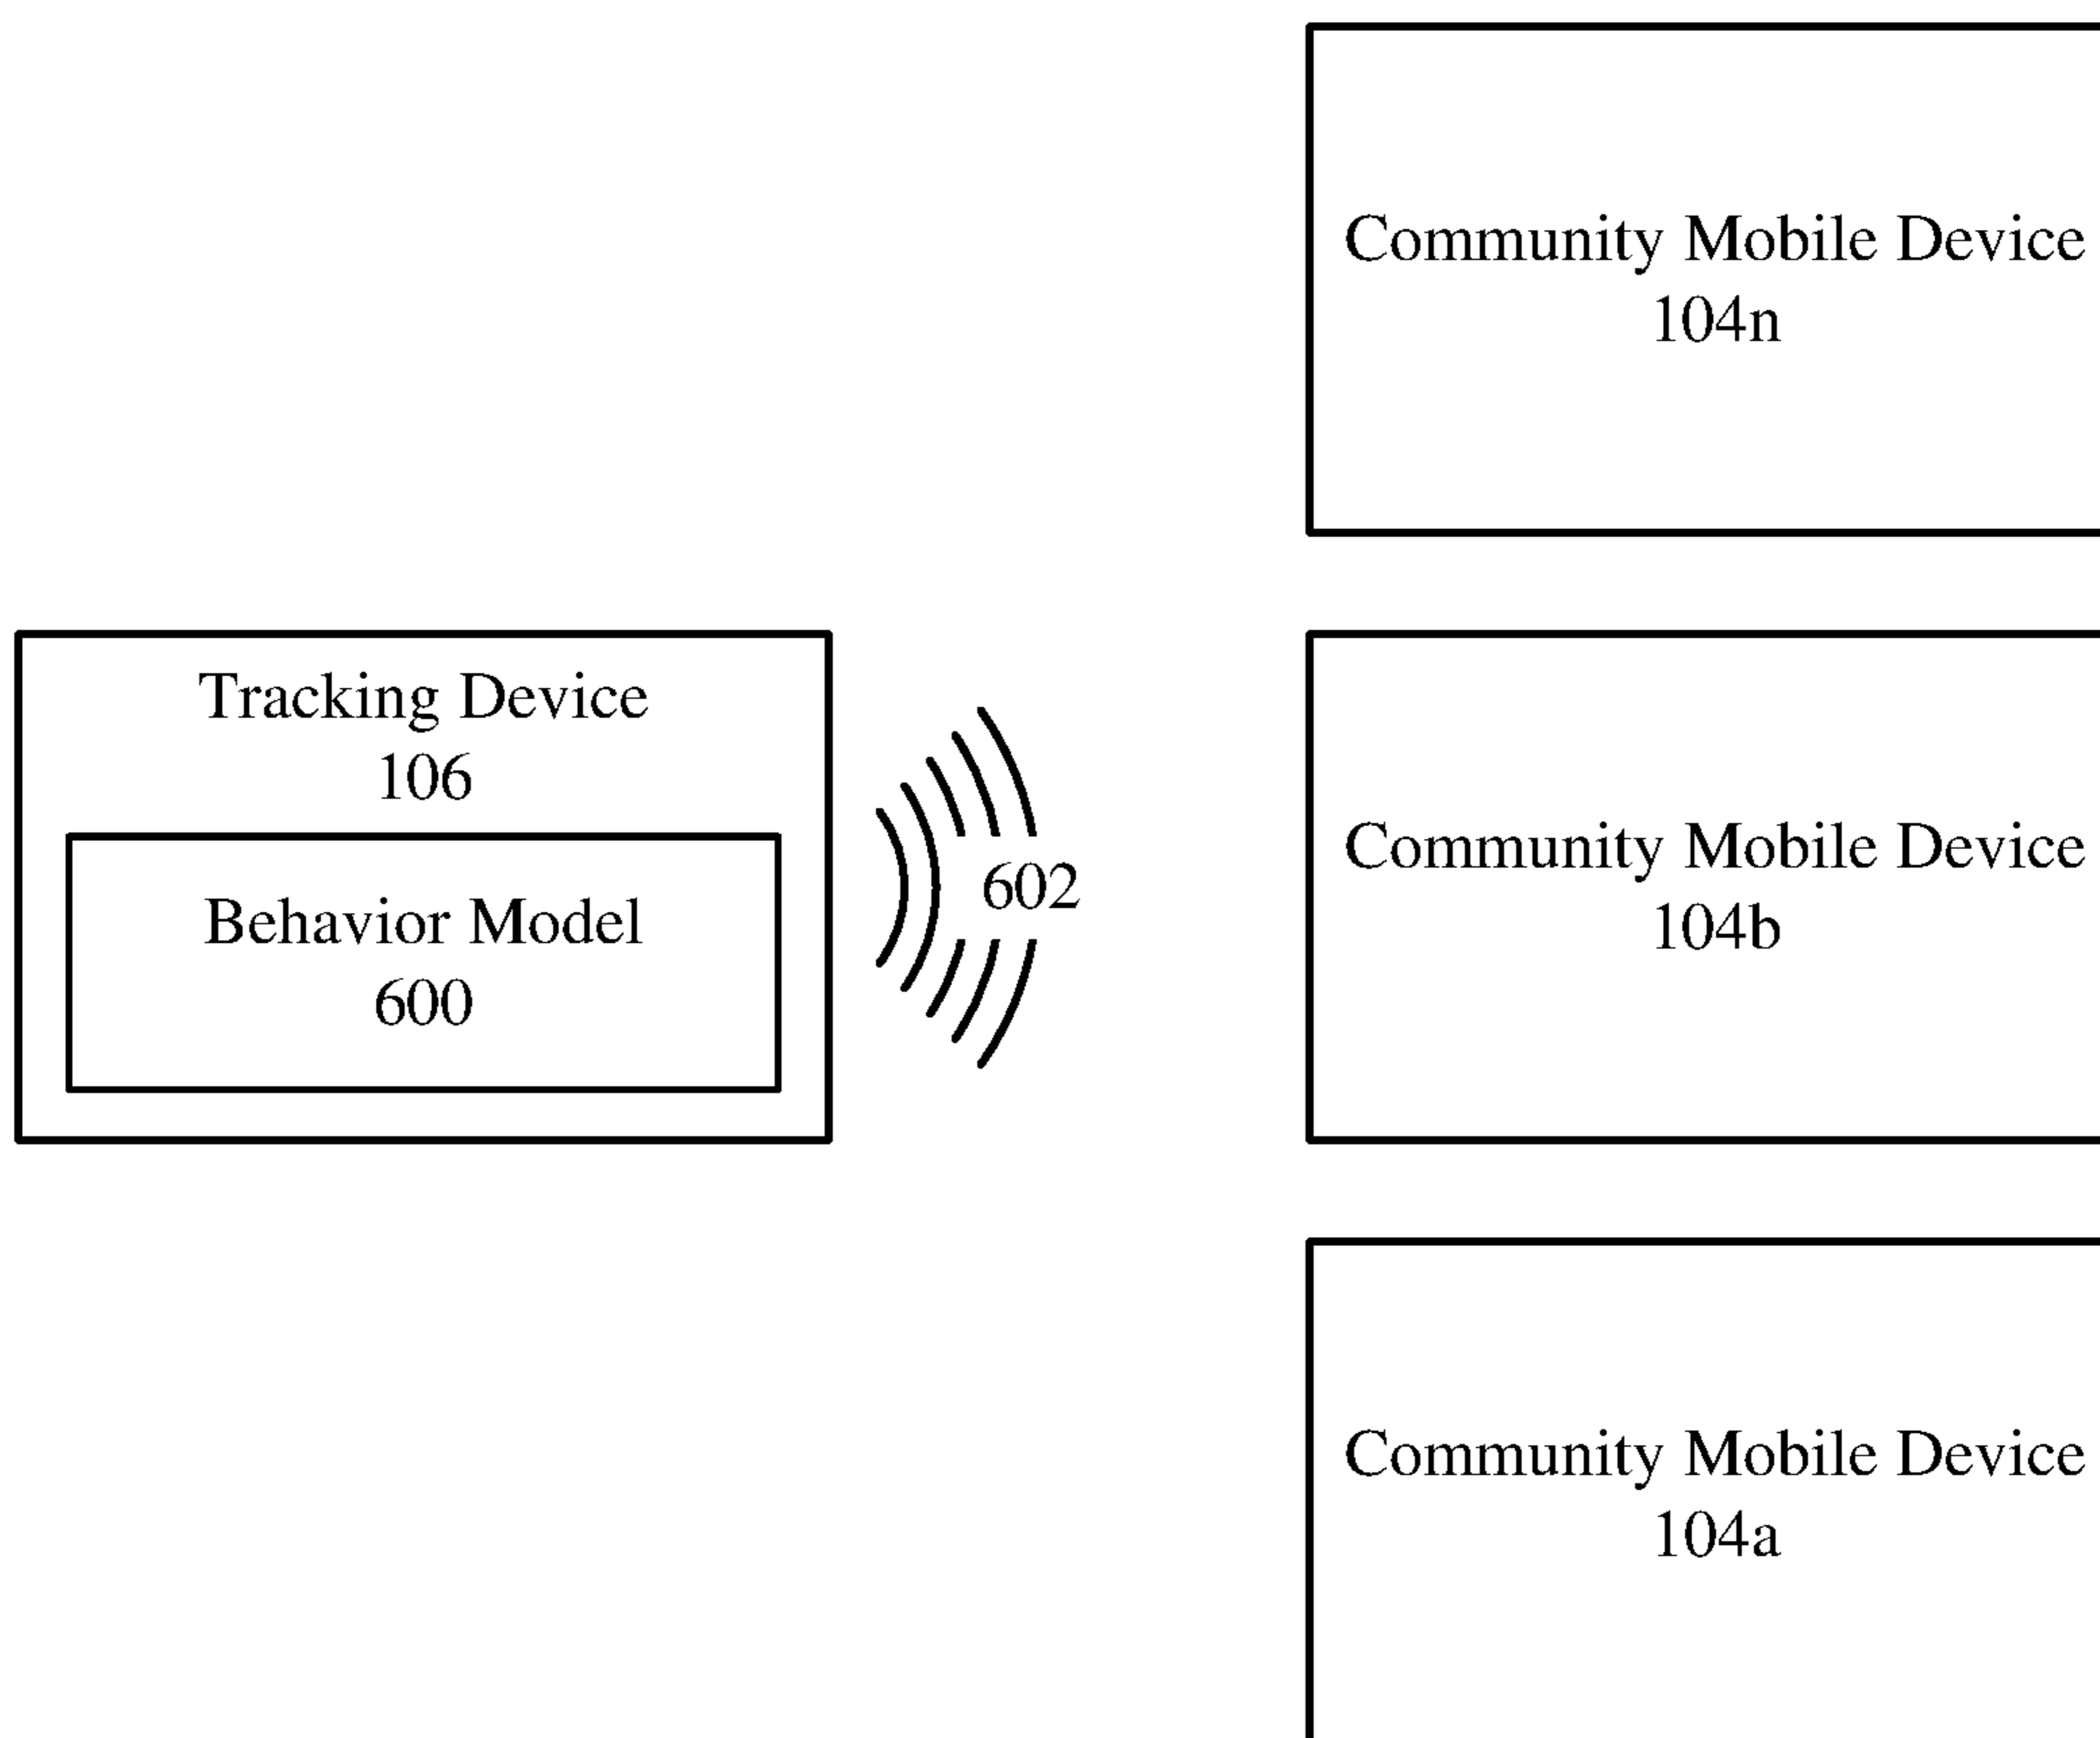 Community Mobile Device
104n
Tracking Device
106
Behavior Model
600
602
Community Mobile Device
104b
Community Mobile Device
104a